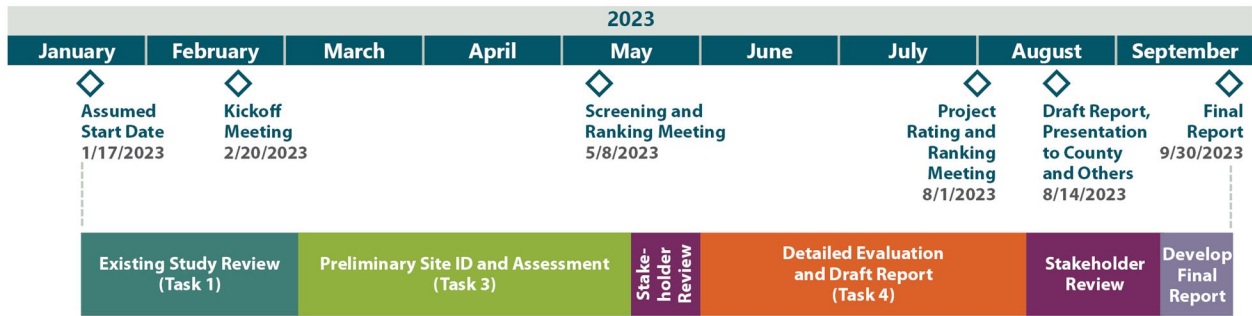 2023
January February March April May June July August September
Assumed
Start Date
1/17/2023
Kickoff
Meeting
2/20/2023
Screening and
Ranking Meeting
5/8/2023
Project
Rating and
Ranking
Meeting
8/1/2023
Draft Report,
Presentation
to County
and Others
8/14/2023
Final
Report
9/30/2023
Existing Study Review
(Task 1)
Preliminary Site ID and Assessment
(Task 3)
Stake-
holder
Review
Detailed Evaluation
and Draft Report
(Task 4)
Stakeholder
Review
Develop
Final
Report